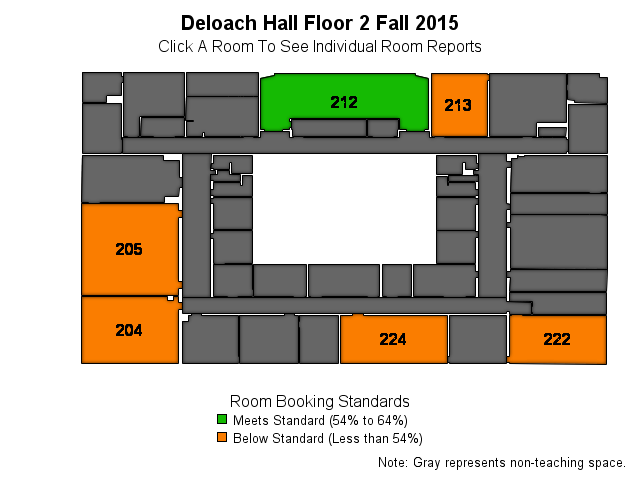 Deloach Hall Floor 2 Fall 2015
Click A Room To See Individual Room Reports
212
213
205
204
224
222
Room Booking Standards
Meets Standard (54% to 64%)
Below Standard (Less than 54%)
Note: Gray represents non-teaching space.